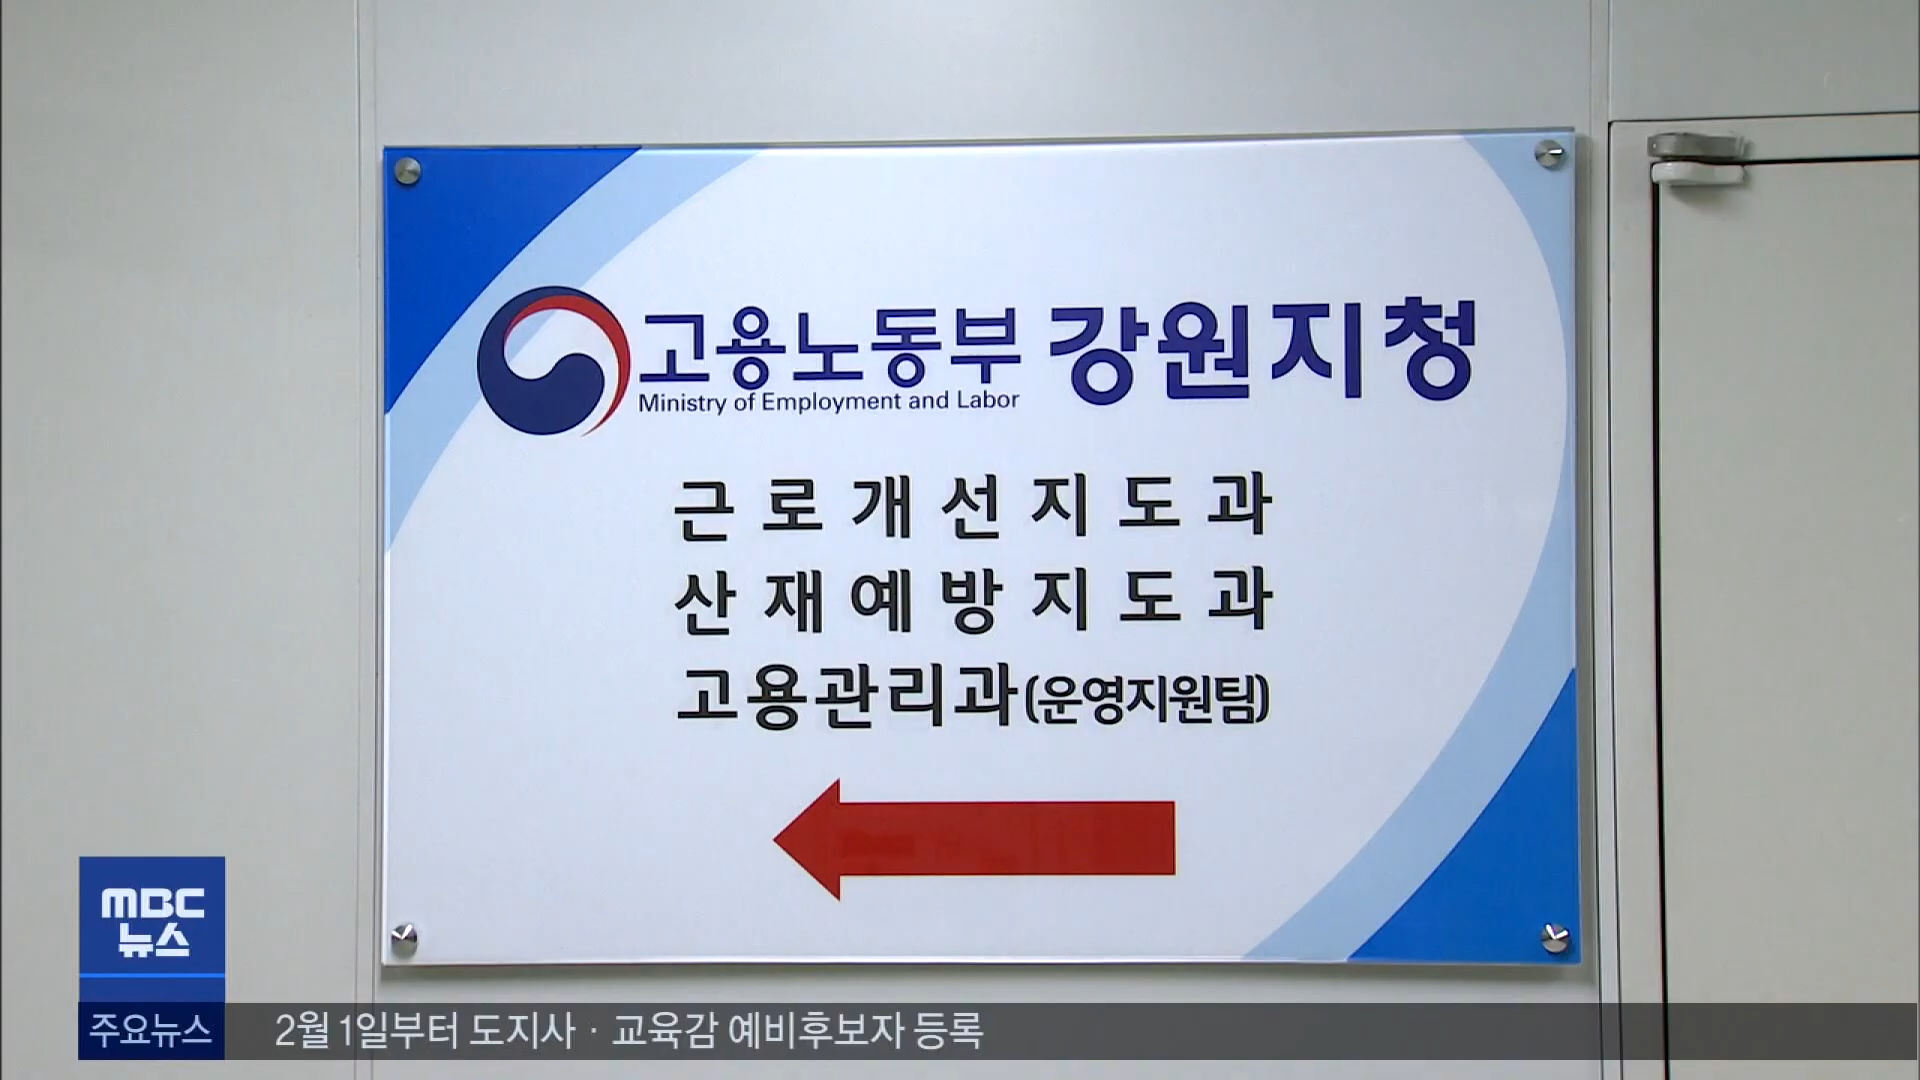 고용노동부 강원지청
Ministry of Employment and Labor
근로개선지도과
산재예방지도과
고용관리과(운영지원팀)
MBC
뉴스
주요뉴스 2월 1일부터 도지사·교육감 예비후보자 등록